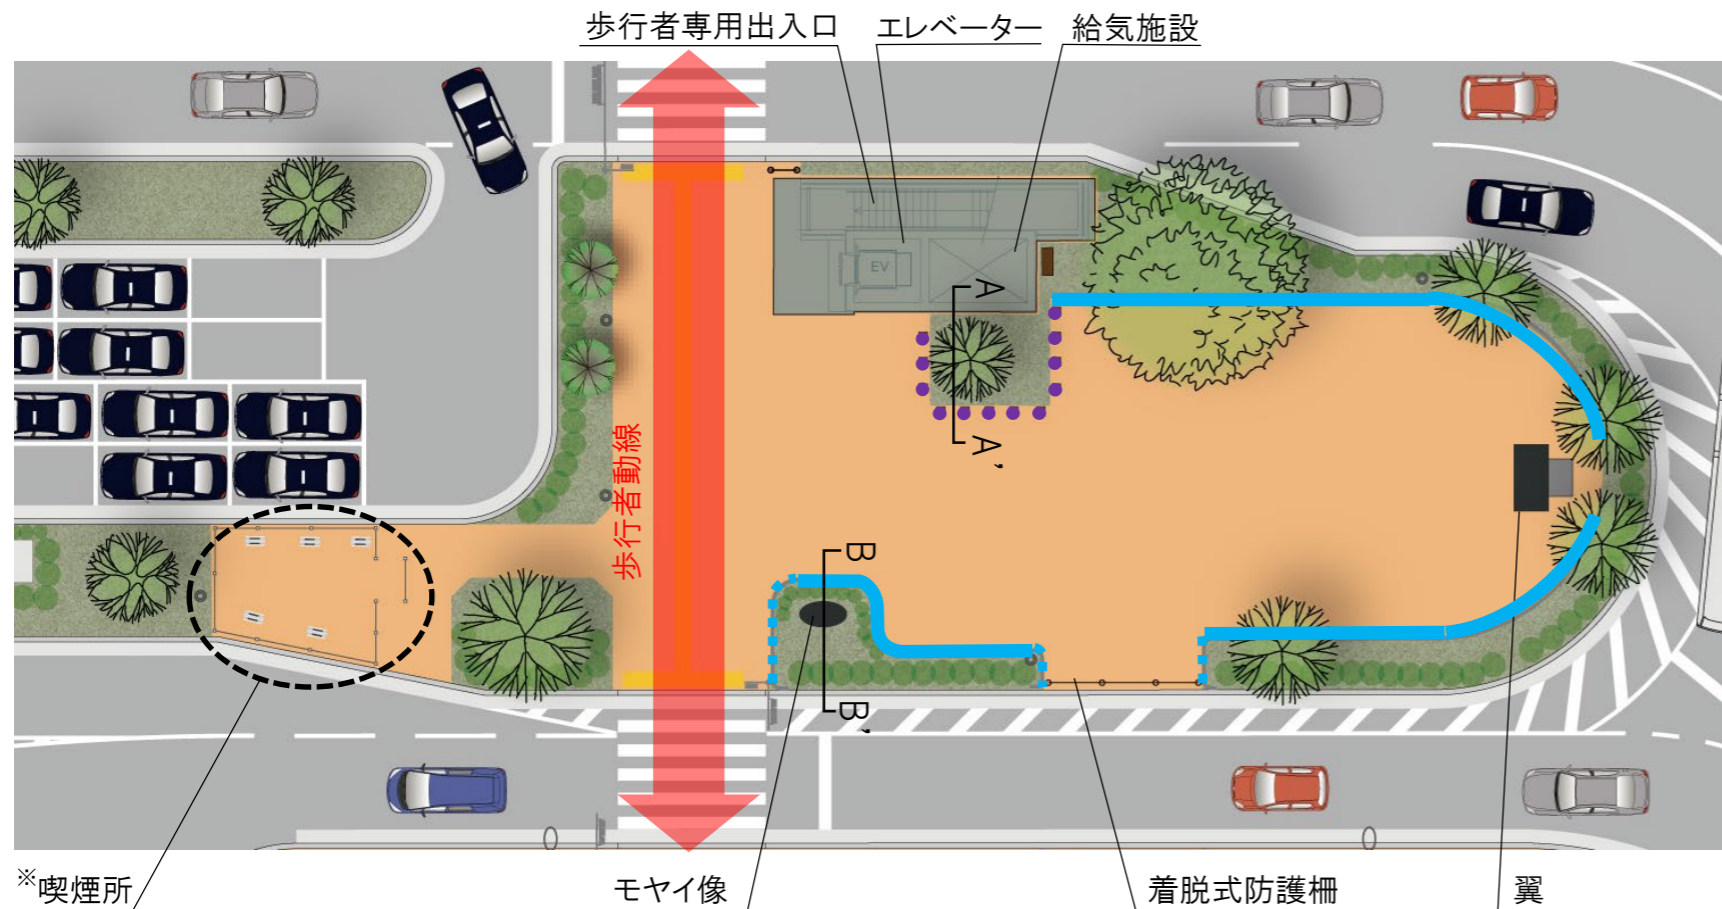 歩行者専用出入口
エレベーター
給気施設
EV
A
A'
歩行者動線
B
B'
※喫煙所
モヤイ像
着脱式防護柵
翼